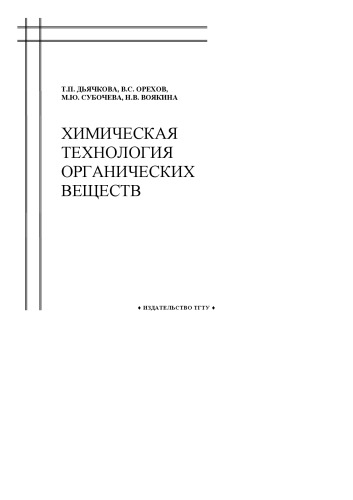 Т.П. ДЬЯЧКОВА, В.С. ОРЕХОВ,
М.Ю. СУБОЧЕВА, Н.В. ВОЯКИНА
ХИМИЧЕСКАЯ
ТЕХНОЛОГИЯ
ОРГАНИЧЕСКИХ
ВЕЩЕСТВ
♦ ИЗДАТЕЛЬСТВО ТГТУ ♦